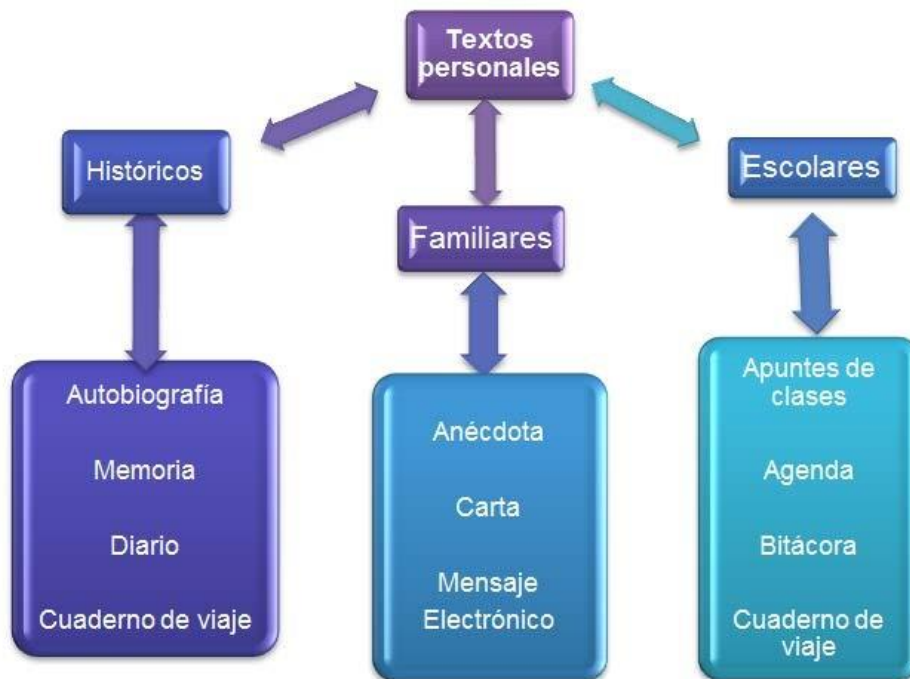 Textos
personales
Históricos
Familiares
Escolares
Autobiografía
Memoria
Diario
Cuaderno de viaje
Anécdota
Carta
Mensaje
Electrónico
Apuntes de
clases
Agenda
Bitácora
Cuaderno de
viaje